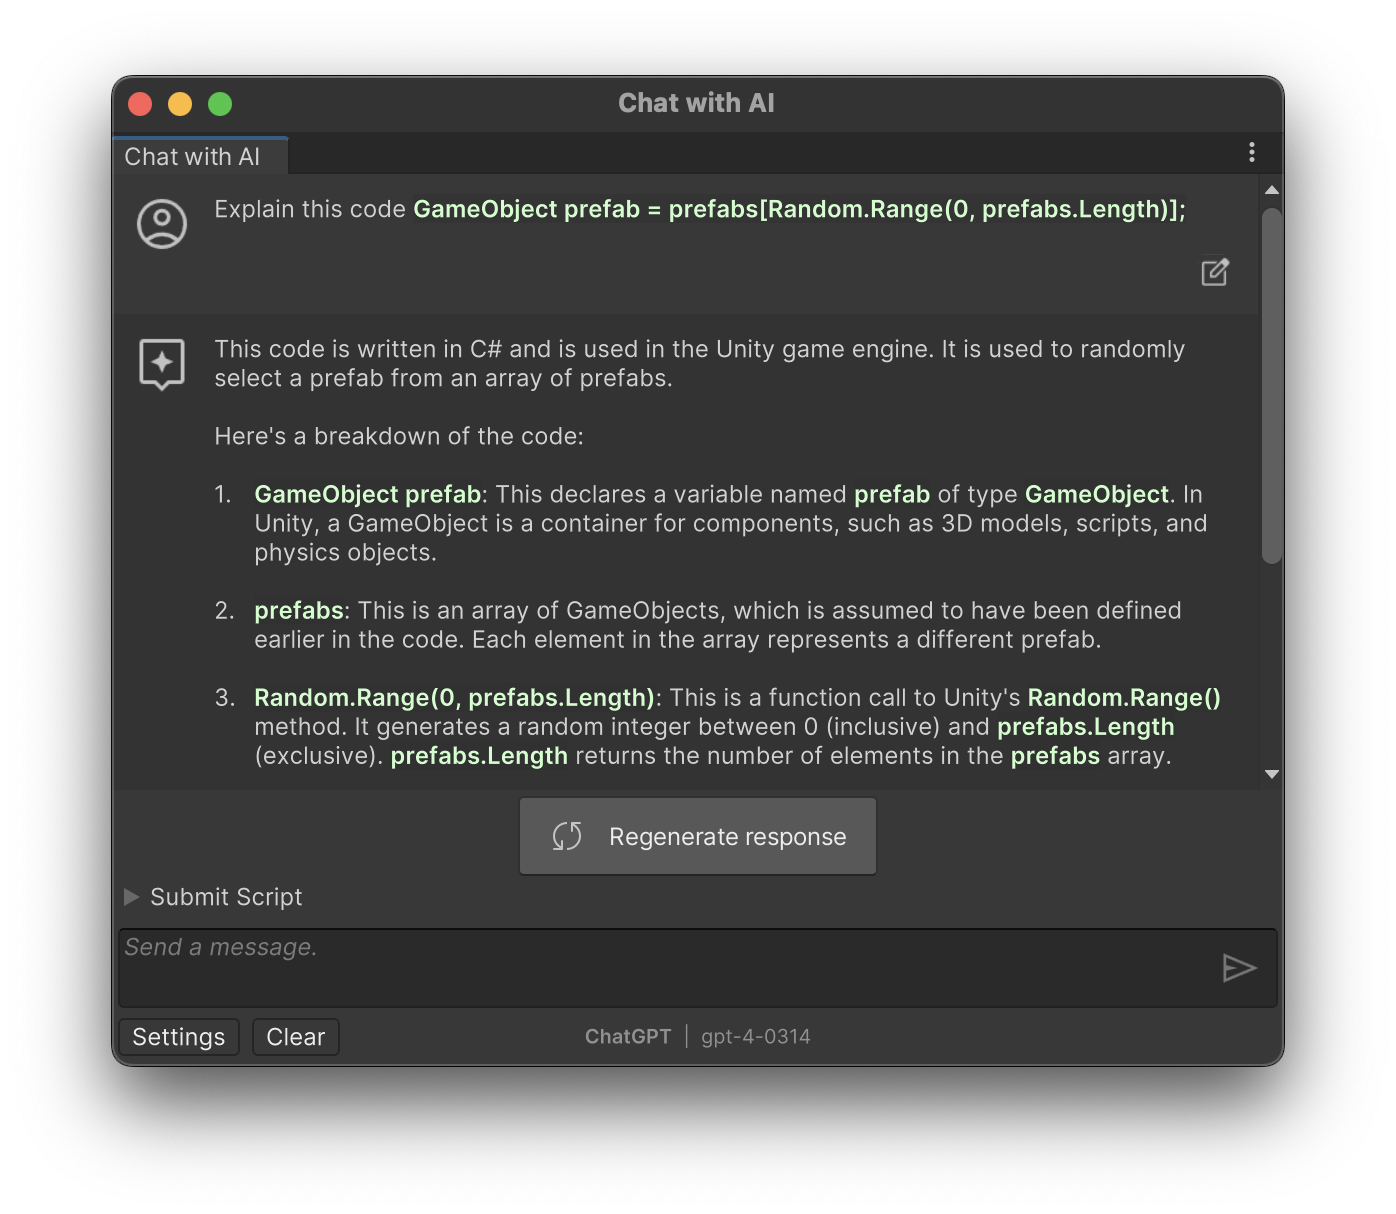 Chat with AI
Chat with AI
Explain this code GameObject prefab = prefabs[Random.Range(0, prefabs.Length)];
This code is written in C# and is used in the Unity game engine. It is used to randomly
select a prefab from an array of prefabs.
Here's a breakdown of the code:
1. GameObject prefab: This declares a variable named prefab of type GameObject. In
Unity, a GameObject is a container for components, such as 3D models, scripts, and
physics objects.
2. prefabs: This is an array of GameObjects, which is assumed to have been defined
earlier in the code. Each element in the array represents a different prefab.
3. Random.Range(0, prefabs.Length): This is a function call to Unity's Random.Range()
method. It generates a random integer between 0 (inclusive) and prefabs.Length
(exclusive). prefabs.Length returns the number of elements in the prefabs array.
Regenerate response
Submit Script
Send a message.
Settings Clear ChatGPT | gpt-4-0314